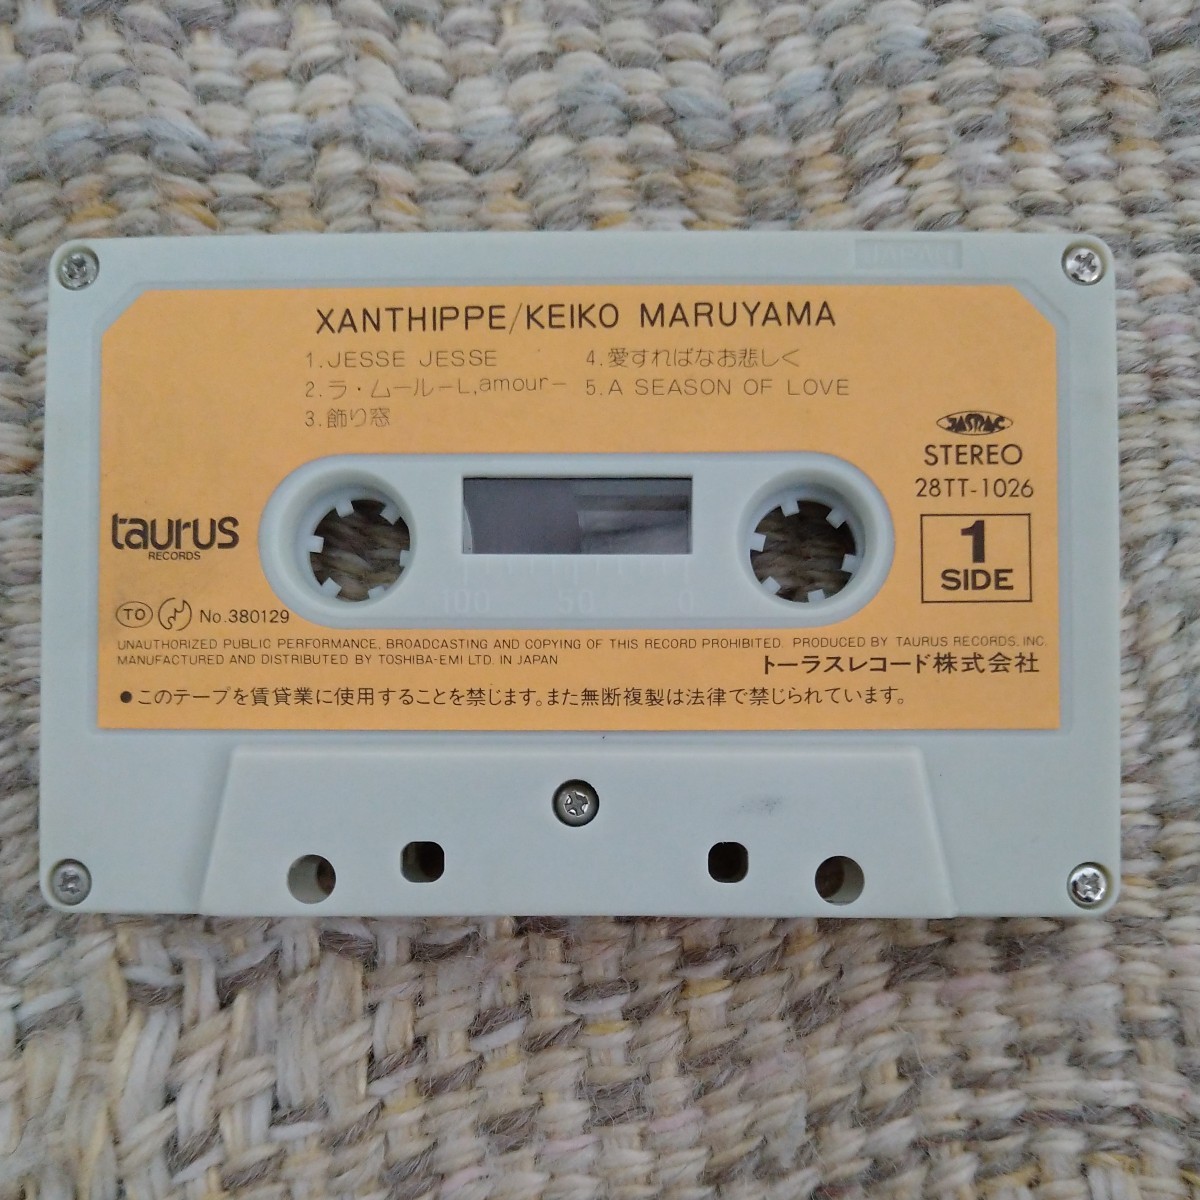 JAPAN
XANTHIPPE/KEIKO MARUYAMA
1.JESSE JESSE
2.ラ・ムール-L,amour-
3.飾り窓
4.愛すればなお悲しく
5.A SEASON OF LOVE
JASRAC
STEREO
28TT-1026
1
SIDE
taurus
RECORDS
TO No.380129
100 50 0
UNAUTHORIZED PUBLIC PERFORMANCE, BROADCASTING AND COPYING OF THIS RECORD PROHIBITED. PRODUCED BY TAURUS RECORDS, INC.
MANUFACTURED AND DISTRIBUTED BY TOSHIBA-EMI LTD. IN JAPAN
トーラスレコード株式会社
●このテープを賃貸業に使用することを禁じます。また無断複製は法律で禁じられています。